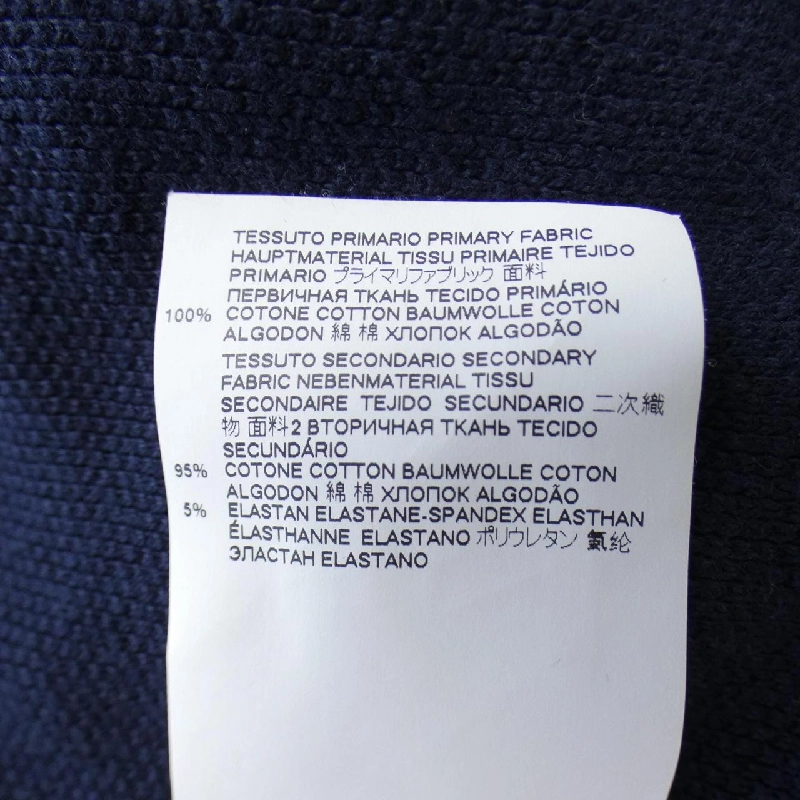 TESSUTO PRIMARIO PRIMARY FABRIC
HAUPTMATERIAL TISSU PRIMAIRE TEJIDO
PRIMARIO プライマリファブリック 面料
ПЕРВИЧНАЯ ТКАНЬ TECIDO PRIMÁRIO
100% COTONE COTTON BAUMWOLLE COTON
ALGODON 綿 棉 ХЛОПОК ALGODÃO
TESSUTO SECONDARIO SECONDARY
FABRIC NEBENMATERIAL TISSU
SECONDAIRE TEJIDO SECUNDARIO 二次織
物 面料2 ВТОРИЧНАЯ ТКАНЬ TECIDO
SECUNDÁRIO
95% COTONE COTTON BAUMWOLLE COTON
ALGODON 綿 棉 ХЛОПОК ALGODÃO
5% ELASTAN ELASTANE-SPANDEX ELASTHAN
ÉLASTHANNE ELASTANO ポリウレタン 氨纶
ЭЛАСТАН ELASTANO